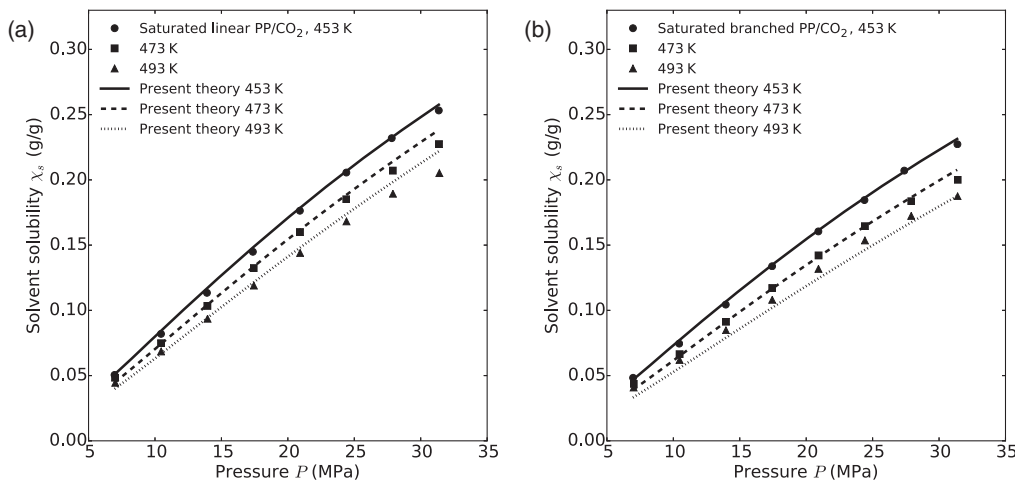 (a)
Saturated linear PP/CO₂, 453 K
473 K
493 K
Present theory 453 K
Present theory 473 K
Present theory 493 K
0.30
0.25
0.20
0.15
0.10
0.05
0.00
Solvent solubility χₛ (g/g)
5 10 15 20 25 30 35
Pressure P (MPa)
(b)
Saturated branched PP/CO₂, 453 K
473 K
493 K
Present theory 453 K
Present theory 473 K
Present theory 493 K
0.30
0.25
0.20
0.15
0.10
0.05
0.00
Solvent solubility χₛ (g/g)
5 10 15 20 25 30 35
Pressure P (MPa)